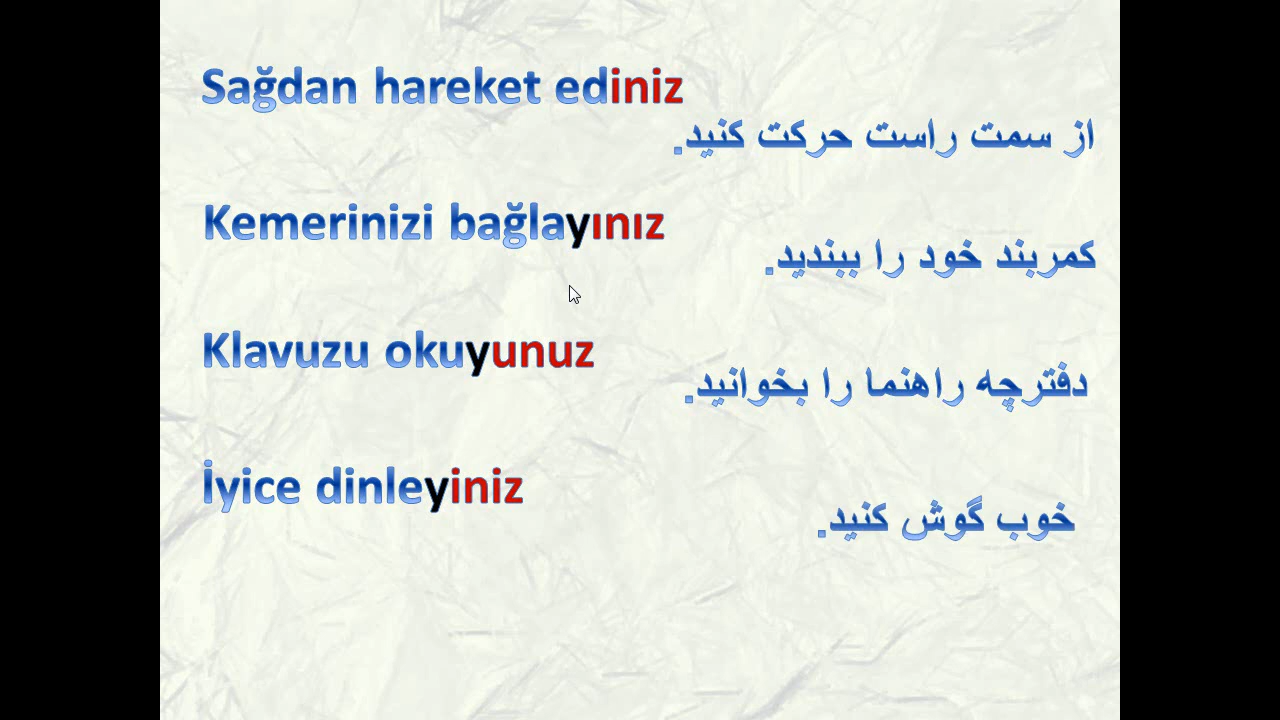 Sağdan hareket ediniz
از سمت راست حرکت کنید.
Kemerinizi bağlayınız
کمربند خود را ببندید.
Klavuzu okuyunuz
دفترچه راهنما را بخوانید.
İyice dinleyiniz
خوب گوش کنید.